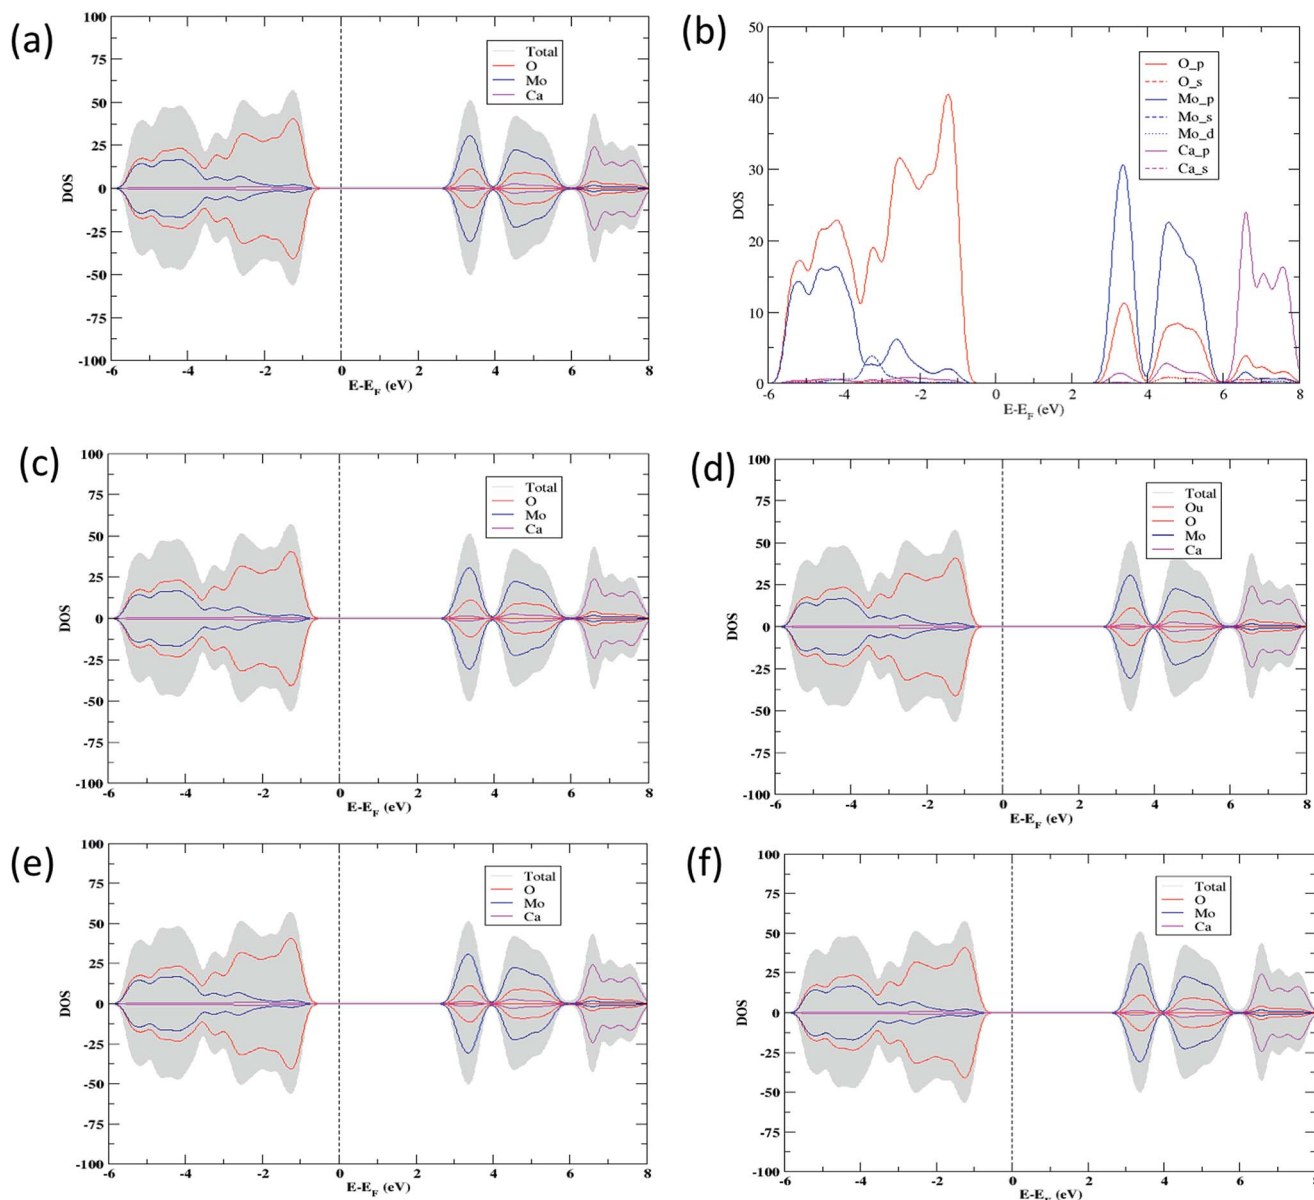 (a)
100
75
50
25
0
-25
-50
-75
-100
DOS
Total
O
Mo
Ca
-6 -4 -2 0 2 4 6 8
E-E_F (eV)
(b)
50
40
30
20
10
0
DOS
O_p
O_s
Mo_p
Mo_s
Mo_d
Ca_p
Ca_s
-6 -4 -2 0 2 4 6 8
E-E_F (eV)
(c)
100
75
50
25
0
-25
-50
-75
-100
DOS
Total
O
Mo
Ca
-6 -4 -2 0 2 4 6 8
E-E_F (eV)
(d)
100
75
50
25
0
-25
-50
-75
-100
DOS
Total
Ou
O
Mo
Ca
-6 -4 -2 0 2 4 6 8
E-E_F (eV)
(e)
100
75
50
25
0
-25
-50
-75
-100
DOS
Total
O
Mo
Ca
-6 -4 -2 0 2 4 6 8
E-E_F (eV)
(f)
100
75
50
25
0
-25
-50
-75
-100
DOS
Total
O
Mo
Ca
-6 -4 -2 0 2 4 6 8
E-E_F (eV)